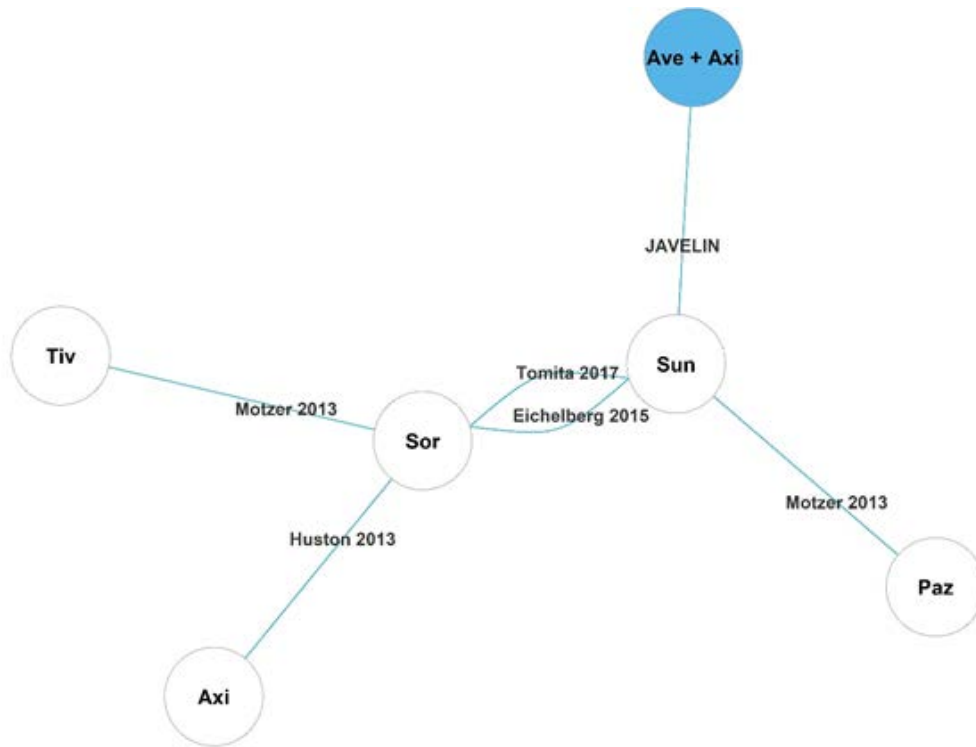 Ave + Axi
JAVELIN
Tiv
Sun
Tomita 2017
Motzer 2013
Eichelberg 2015
Sor
Motzer 2013
Huston 2013
Paz
Axi